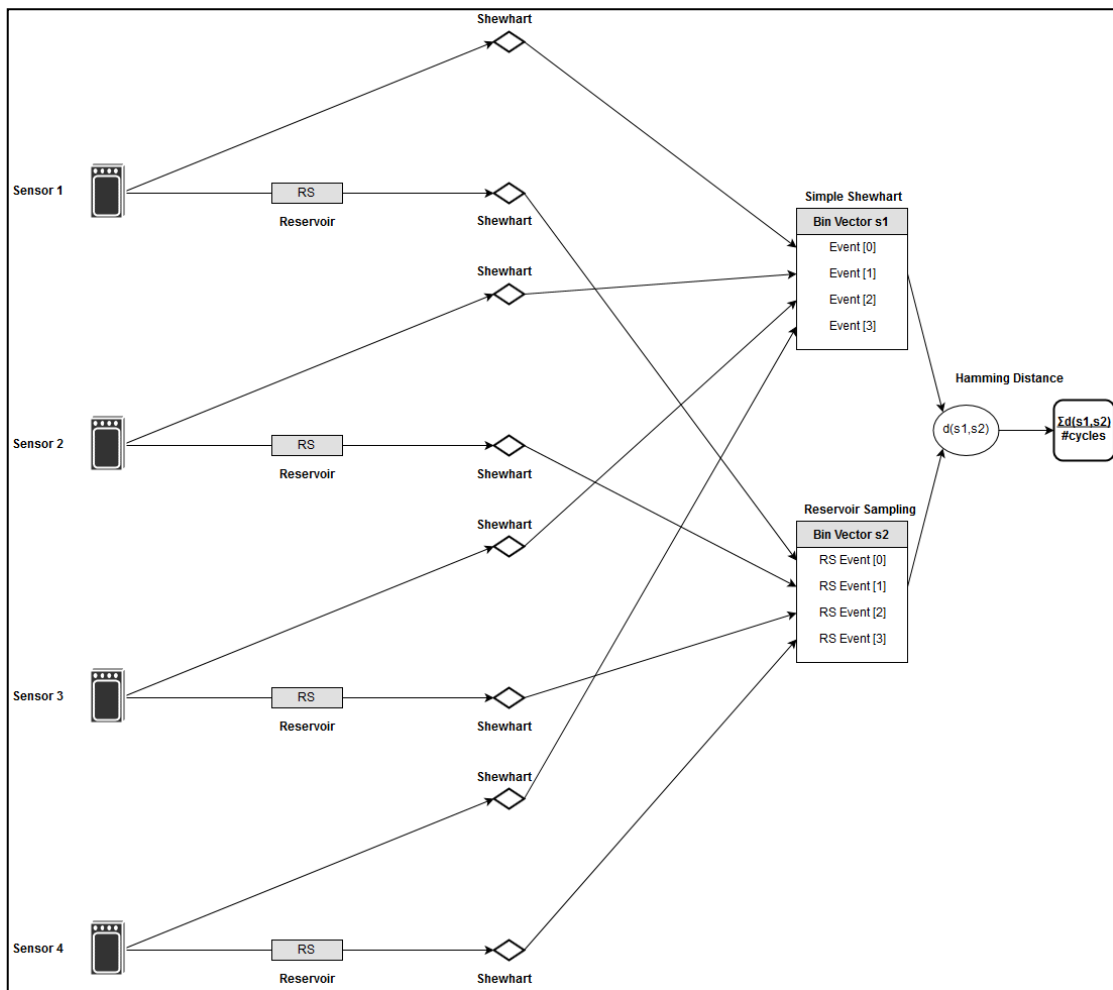 Shewhart
Sensor 1
RS
Reservoir
Shewhart
Simple Shewhart
Bin Vector s1
Event [0]
Event [1]
Event [2]
Event [3]
Shewhart
Sensor 2
RS
Reservoir
Shewhart
Hamming Distance
d(s1,s2)
Σd(s1,s2)
#cycles
Shewhart
Reservoir Sampling
Bin Vector s2
RS Event [0]
RS Event [1]
RS Event [2]
RS Event [3]
Sensor 3
RS
Reservoir
Shewhart
Shewhart
Sensor 4
RS
Reservoir
Shewhart